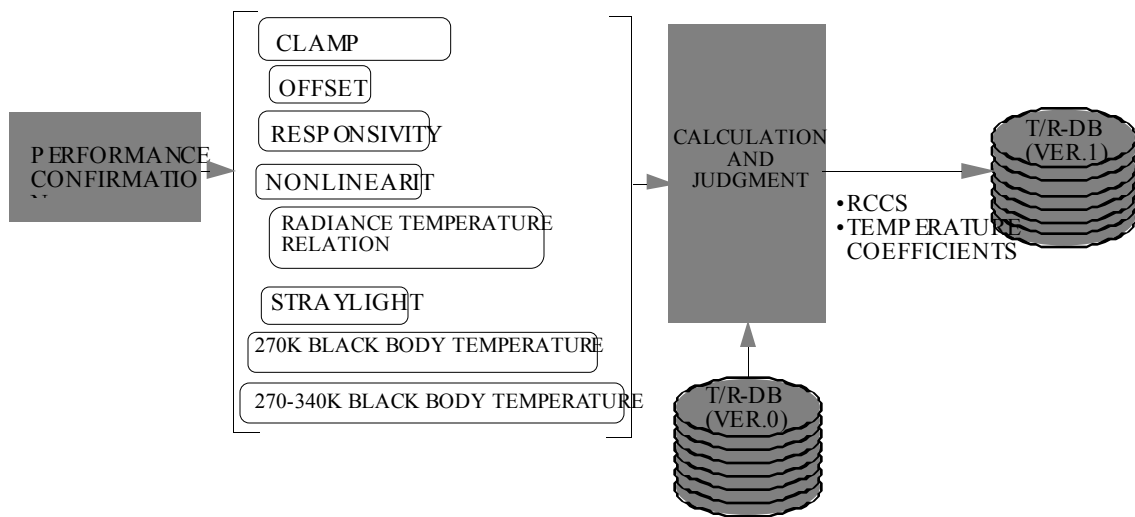 PERFORMANCE
CONFIRMATIO
N
CLAMP
OFFSET
RESPONSIVITY
NONLINEARIT
RADIANCE TEMPERATURE
RELATION
STRAYLIGHT
270K BLACK BODY TEMPERATURE
270-340K BLACK BODY TEMPERATURE
CALCULATION
AND
JUDGMENT
•RCCS
•TEMPERATURE
COEFFICIENTS
T/R-DB
(VER.1)
T/R-DB
(VER.0)